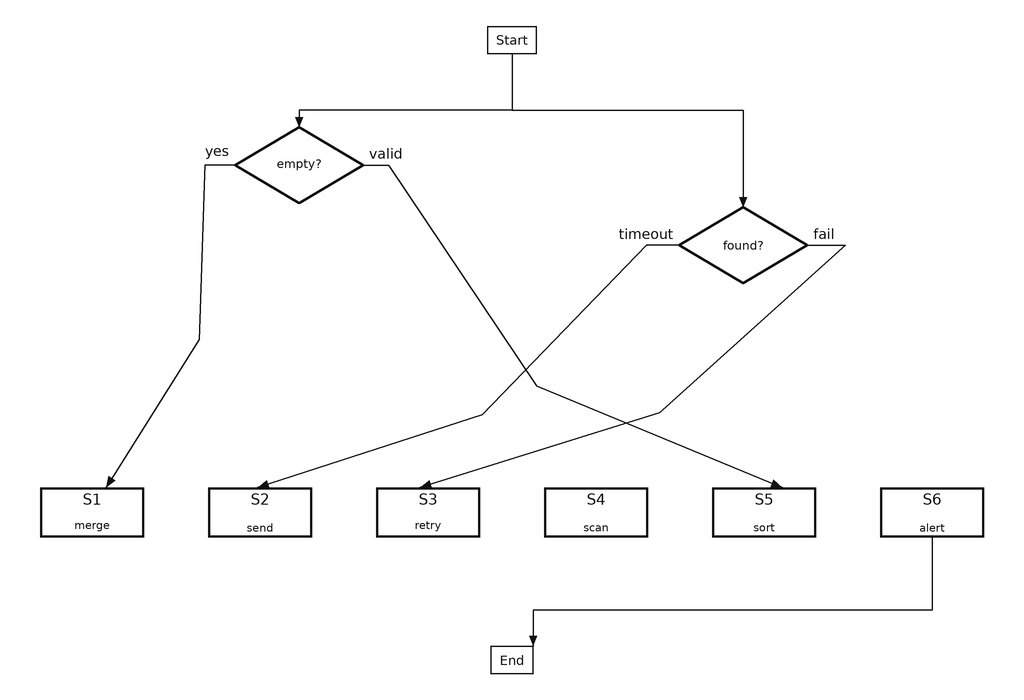 Start
yes
empty?
valid
timeout
found?
fail
S1
merge
S2
send
S3
retry
S4
scan
S5
sort
S6
alert
End